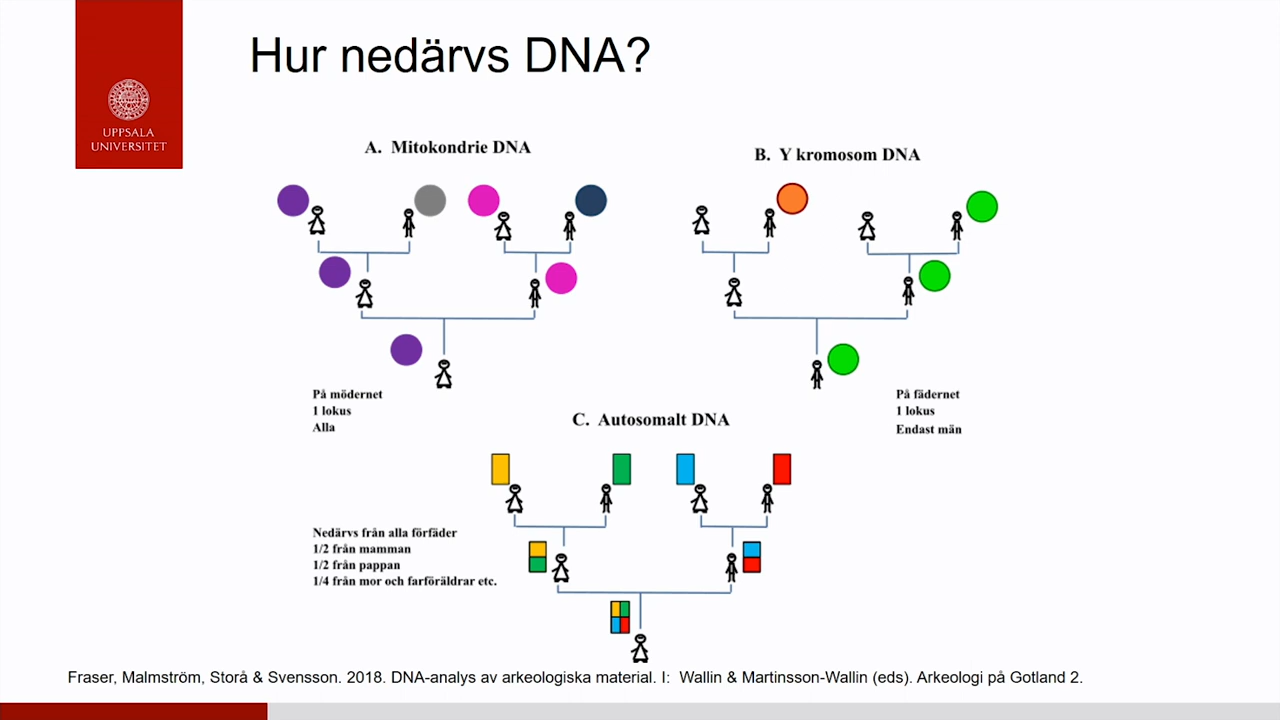 UPPSALA
UNIVERSITET
Hur nedärvs DNA?
A. Mitokondrie DNA
B. Y kromosom DNA
På mödernet
1 lokus
Alla
På fädernet
1 lokus
Endast män
C. Autosomalt DNA
Nedärvs från alla förfäder
1/2 från mamman
1/2 från pappan
1/4 från mor och farföräldrar etc.
Fraser, Malmström, Storå & Svensson. 2018. DNA-analys av arkeologiska material. I: Wallin & Martinsson-Wallin (eds). Arkeologi på Gotland 2.